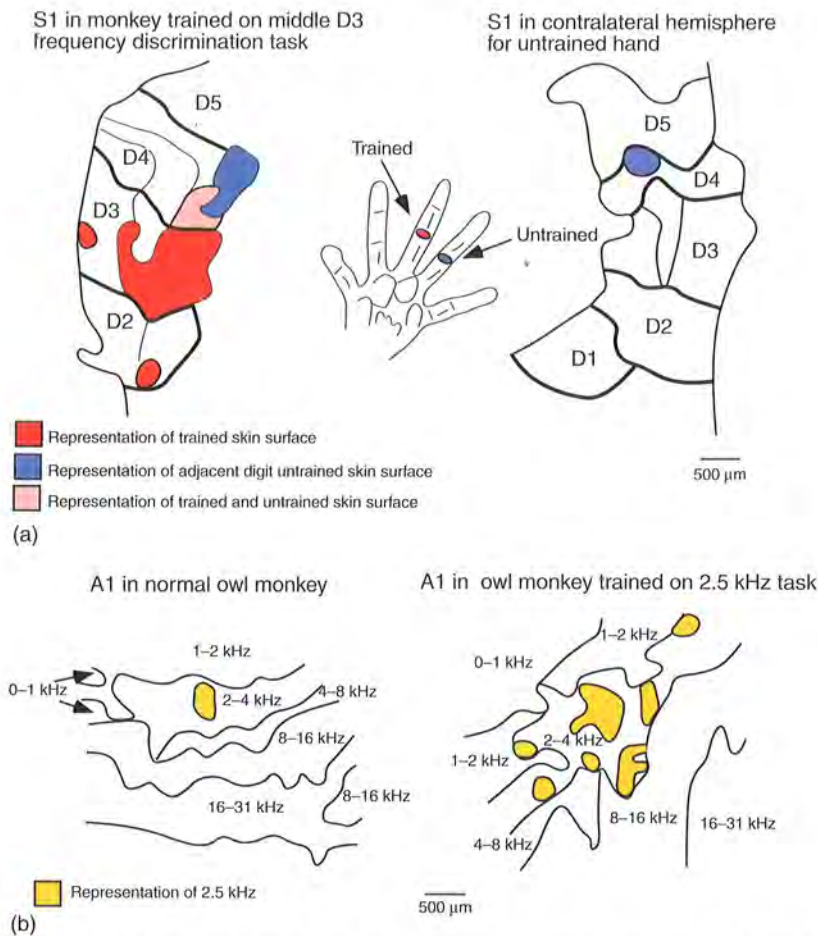 S1 in monkey trained on middle D3
frequency discrimination task
S1 in contralateral hemisphere
for untrained hand
D5
D4
D3
D2
Trained
Untrained
D5
D4
D3
D2
D1
Representation of trained skin surface
Representation of adjacent digit untrained skin surface
Representation of trained and untrained skin surface
500 μm
(a)
A1 in normal owl monkey
A1 in owl monkey trained on 2.5 kHz task
1–2 kHz
0–1 kHz
2–4 kHz
4–8 kHz
8–16 kHz
16–31 kHz
8–16 kHz
1–2 kHz
0–1 kHz
2–4 kHz
1–2 kHz
4–8 kHz
8–16 kHz
16–31 kHz
Representation of 2.5 kHz
500 μm
(b)